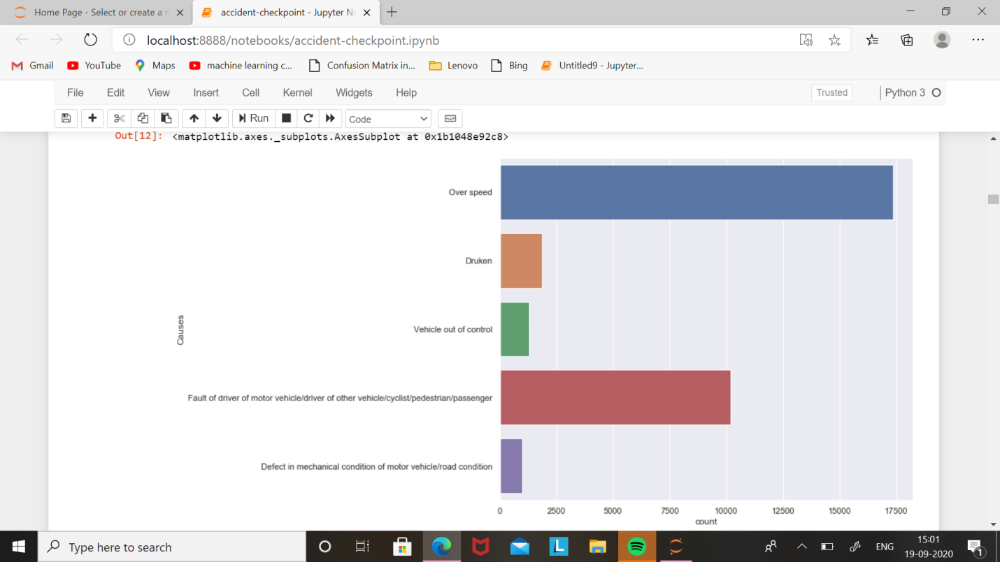 Home Page - Select or create a n
accident-checkpoint - Jupyter No
localhost:8888/notebooks/accident-checkpoint.ipynb
Gmail YouTube Maps machine learning c... Confusion Matrix in... Lenovo Bing Untitled9 - Jupyter...
File Edit View Insert Cell Kernel Widgets Help Trusted Python 3
Run Code
Out[12]: <matplotlib.axes._subplots.AxesSubplot at 0x1b1048e92c8>
Over speed
Druken
Vehicle out of control
Causes
Fault of driver of motor vehicle/driver of other vehicle/cyclist/pedestrian/passenger
Defect in mechanical condition of motor vehicle/road condition
0 2500 5000 7500 10000 12500 15000 17500
count
Type here to search
L
ENG
15:01
19-09-2020
1